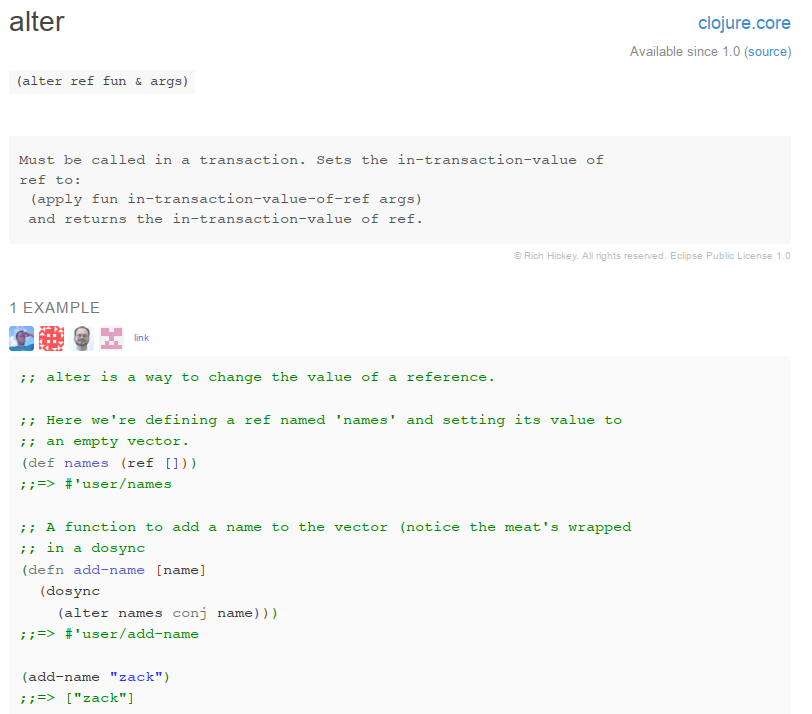 alter
clojure.core
Available since 1.0 (source)
(alter ref fun & args)
Must be called in a transaction. Sets the in-transaction-value of
ref to:
(apply fun in-transaction-value-of-ref args)
and returns the in-transaction-value of ref.
© Rich Hickey. All rights reserved. Eclipse Public License 1.0
1 EXAMPLE
link
;; alter is a way to change the value of a reference.
;; Here we're defining a ref named 'names' and setting its value to
;; an empty vector.
(def names (ref []))
;;=> #'user/names
;; A function to add a name to the vector (notice the meat's wrapped
;; in a dosync
(defn add-name [name]
(dosync
(alter names conj name)))
;;=> #'user/add-name
(add-name "zack")
;;=> ["zack"]